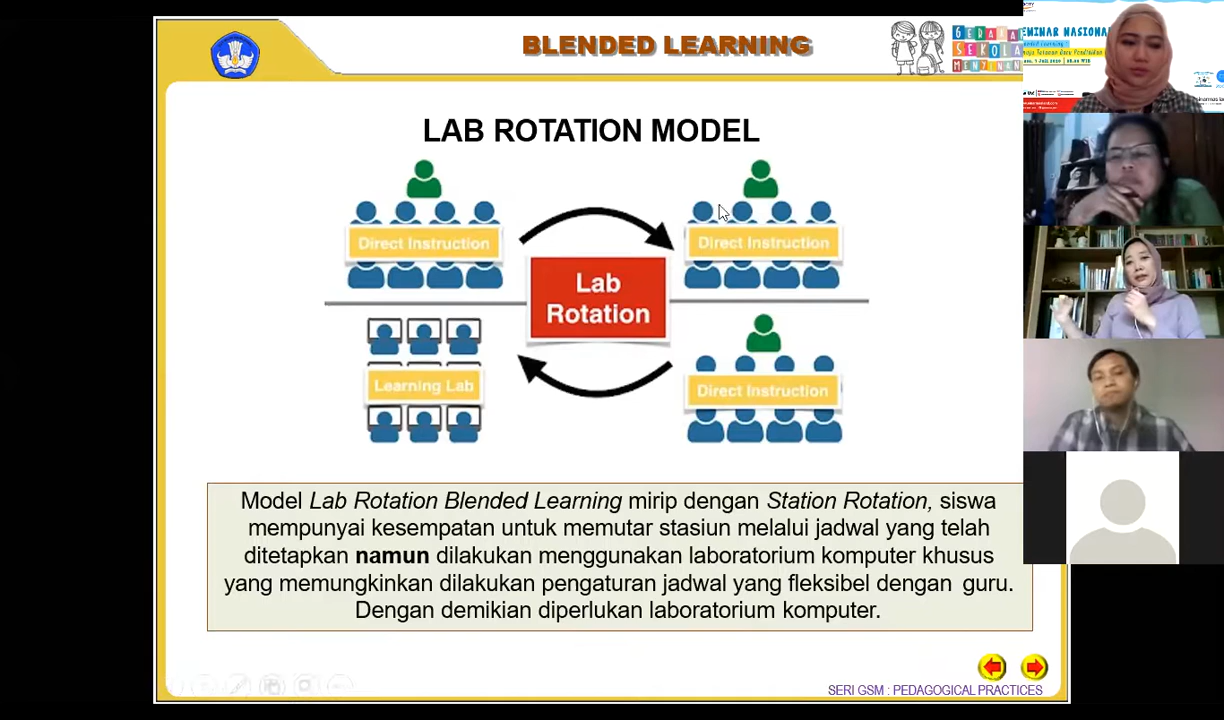 BLENDED LEARNING
GERAKAN
SEKOLAH
LAB ROTATION MODEL
Direct Instruction
Direct Instruction
Lab
Rotation
Learning Lab
Direct Instruction
Model Lab Rotation Blended Learning mirip dengan Station Rotation, siswa
mempunyai kesempatan untuk memutar stasiun melalui jadwal yang telah
ditetapkan namun dilakukan menggunakan laboratorium komputer khusus
yang memungkinkan dilakukan pengaturan jadwal yang fleksibel dengan guru.
Dengan demikian diperlukan laboratorium komputer.
SERI GSM : PEDAGOGICAL PRACTICES